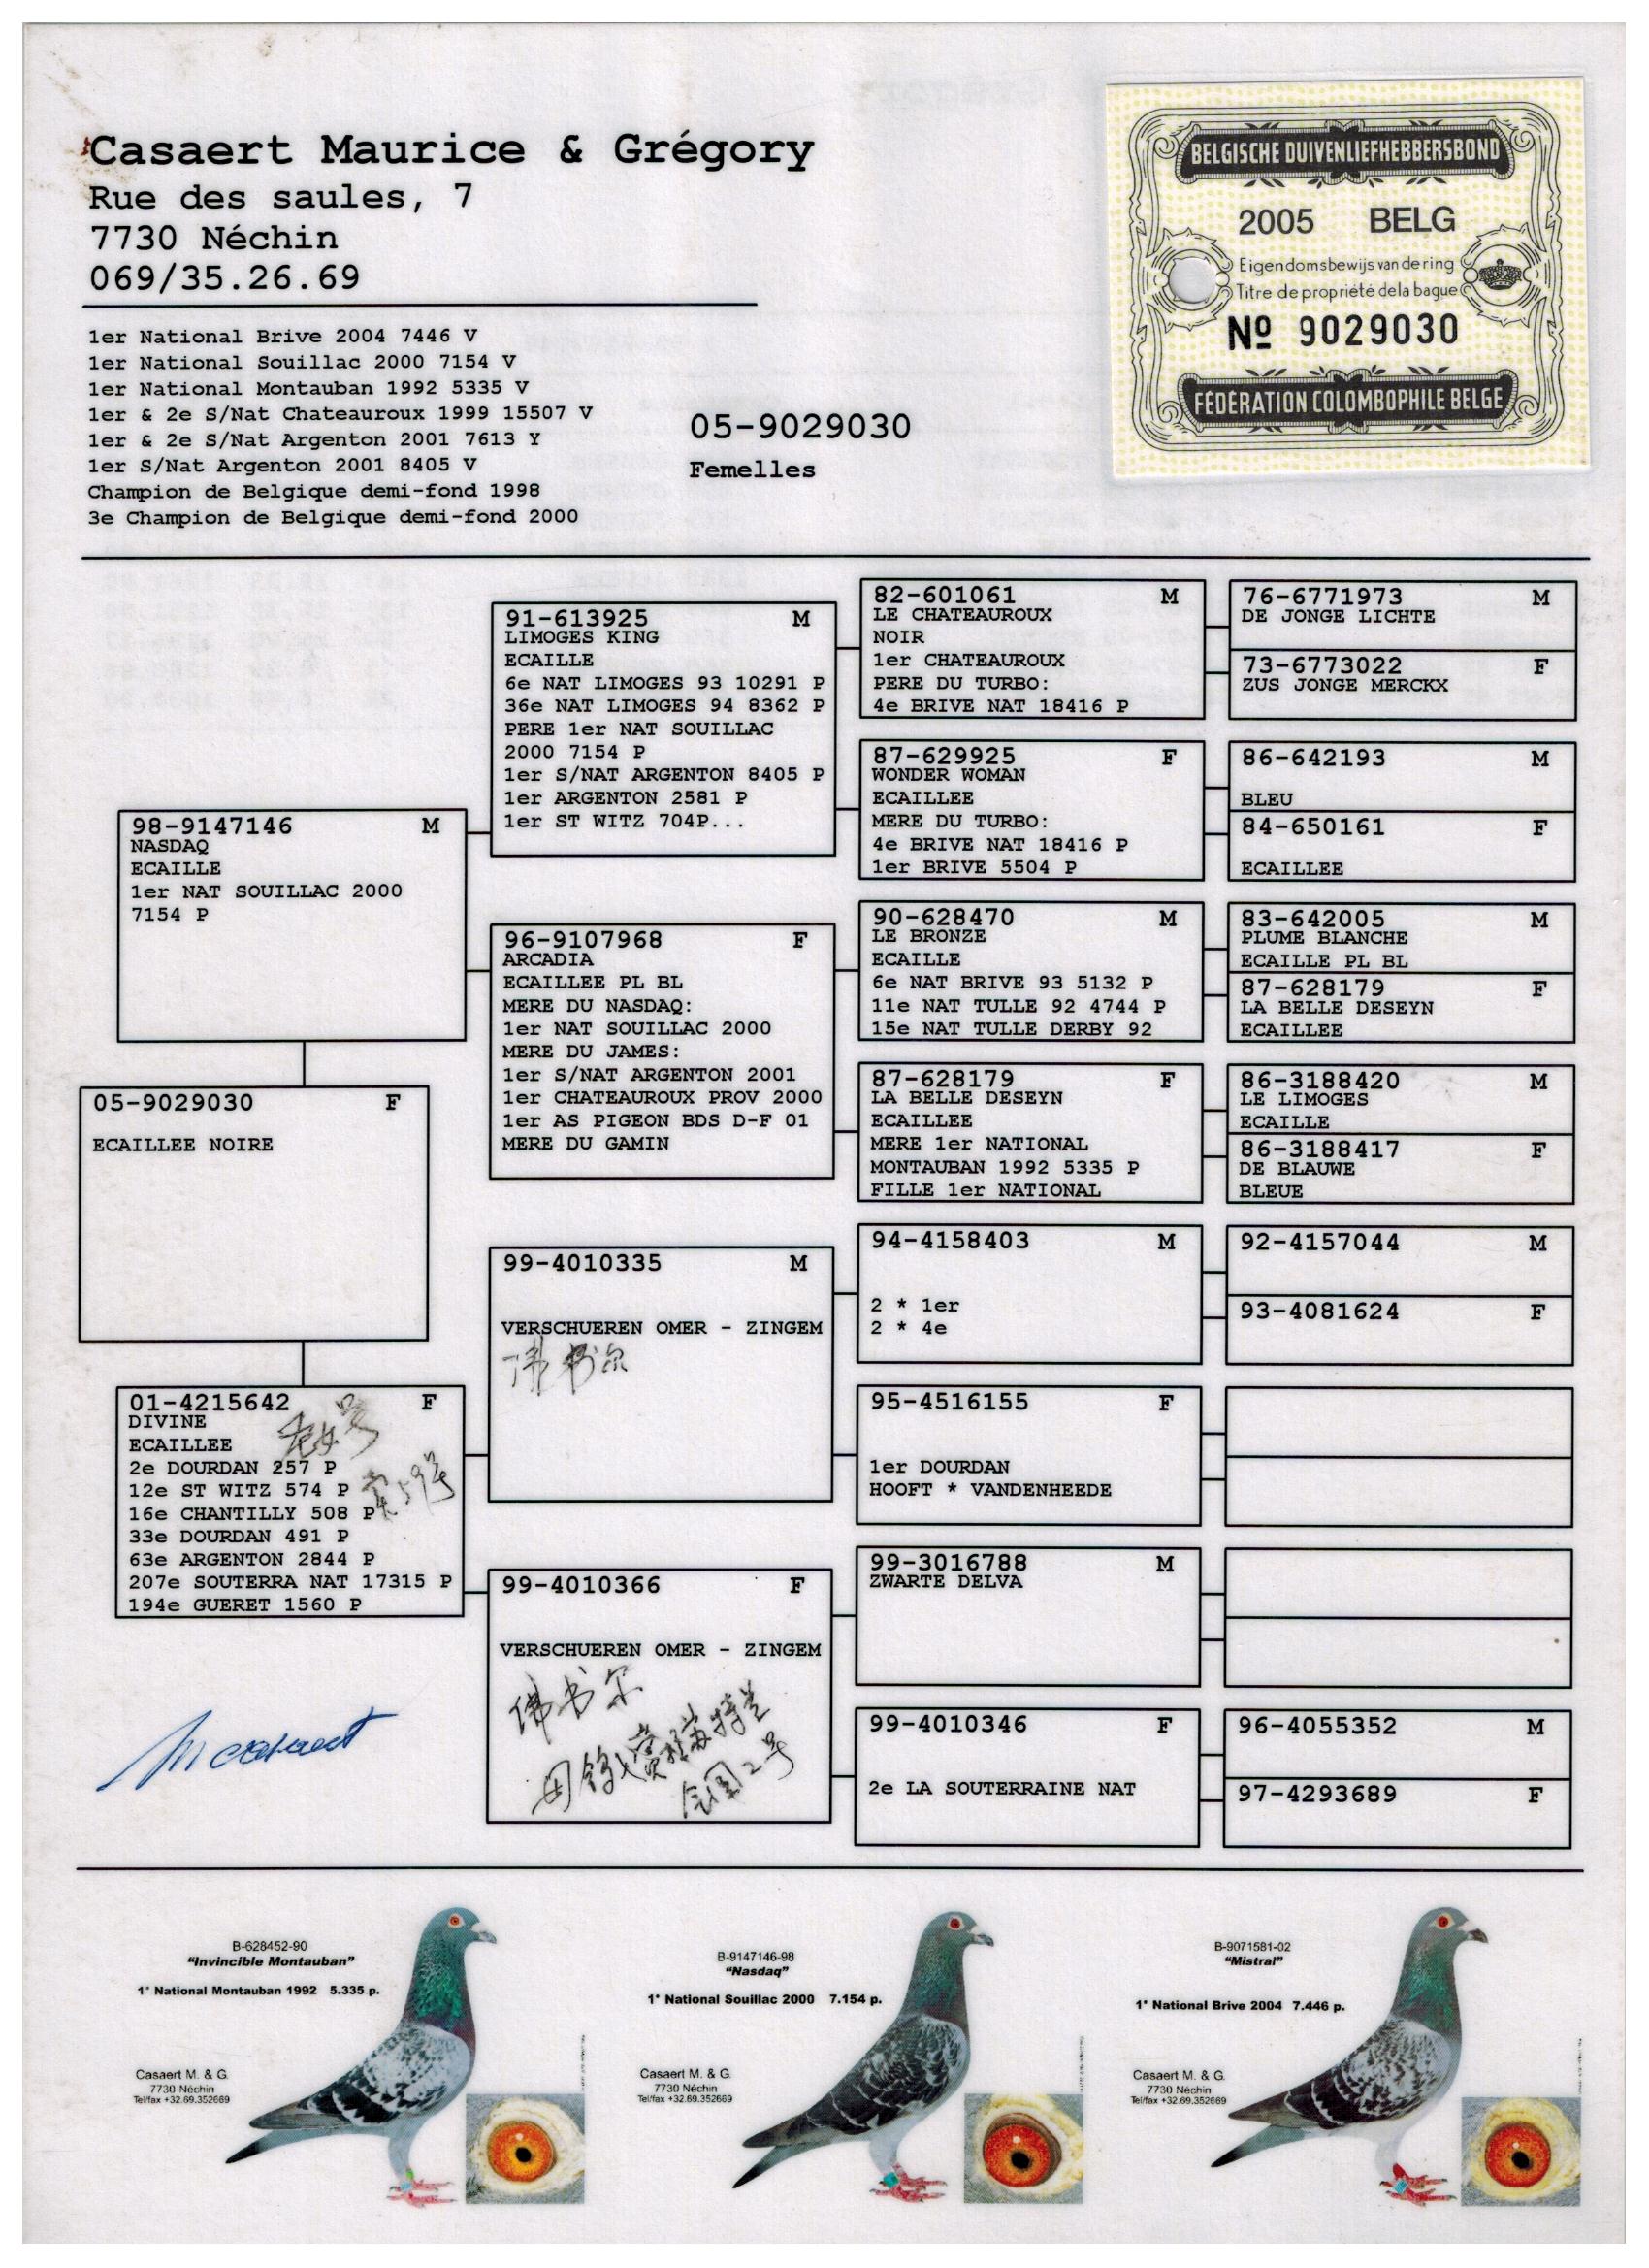 Casaert Maurice & Grégory
Rue des saules, 7
7730 Néchin
069/35.26.69
1er National Brive 2004 7446 V
1er National Souillac 2000 7154 V
1er National Montauban 1992 5335 V
1er & 2e S/Nat Chateauroux 1999 15507 V
1er & 2e S/Nat Argenton 2001 7613 Y
1er S/Nat Argenton 2001 8405 V
Champion de Belgique demi-fond 1998
3e Champion de Belgique demi-fond 2000
05-9029030
Femelles
BELGISCHE DUIVENLIEFHEBBERSBOND
2005 BELG
Eigendomsbewijs van de ring
Titre de propriété de la bague
Nº 9029030
FÉDÉRATION COLOMBOPHILE BELGE
98-9147146 M
NASDAQ
ECAILLE
1er NAT SOUILLAC 2000
7154 P
05-9029030 F
ECAILLEE NOIRE
01-4215642 F
DIVINE
ECAILLEE
2e DOURDAN 257 P
12e ST WITZ 574 P
16e CHANTILLY 508 P
33e DOURDAN 491 P
63e ARGENTON 2844 P
207e SOUTERRA NAT 17315 P
194e GUERET 1560 P
91-613925 M
LIMOGES KING
ECAILLE
6e NAT LIMOGES 93 10291 P
36e NAT LIMOGES 94 8362 P
PERE 1er NAT SOUILLAC
2000 7154 P
1er S/NAT ARGENTON 8405 P
1er ARGENTON 2581 P
1er ST WITZ 704P...
96-9107968 F
ARCADIA
ECAILLEE PL BL
MERE DU NASDAQ:
1er NAT SOUILLAC 2000
MERE DU JAMES:
1er S/NAT ARGENTON 2001
1er CHATEAUROUX PROV 2000
1er AS PIGEON BDS D-F 01
MERE DU GAMIN
99-4010335 M
VERSCHUEREN OMER - ZINGEM
佛书尔
99-4010366 F
VERSCHUEREN OMER - ZINGEM
佛书尔
全国2号
82-601061 M
LE CHATEAUROUX
NOIR
1er CHATEAUROUX
PERE DU TURBO:
4e BRIVE NAT 18416 P
87-629925 F
WONDER WOMAN
ECAILLEE
MERE DU TURBO:
4e BRIVE NAT 18416 P
1er BRIVE 5504 P
90-628470 M
LE BRONZE
ECAILLE
6e NAT BRIVE 93 5132 P
11e NAT TULLE 92 4744 P
15e NAT TULLE DERBY 92
87-628179 F
LA BELLE DESEYN
ECAILLEE
MERE 1er NATIONAL
MONTAUBAN 1992 5335 P
FILLE 1er NATIONAL
94-4158403 M
2 * 1er
2 * 4e
95-4516155 F
1er DOURDAN
HOOFT * VANDENHEEDE
99-3016788 M
ZWARTE DELVA
99-4010346 F
2e LA SOUTERRAINE NAT
76-6771973 M
DE JONGE LICHTE
73-6773022 F
ZUS JONGE MERCKX
86-642193 M
BLEU
84-650161 F
ECAILLEE
83-642005 M
PLUME BLANCHE
ECAILLE PL BL
87-628179 F
LA BELLE DESEYN
ECAILLEE
86-3188420 M
LE LIMOGES
ECAILLE
86-3188417 F
DE BLAUWE
BLEUE
92-4157044 M
93-4081624 F
96-4055352 M
97-4293689 F
B-628452-90
"Invincible Montauban"
1° National Montauban 1992 5.335 p.
Casaert M. & G.
7730 Néchin
Tel/fax +32.69.352669
B-9147146-98
"Nasdaq"
1° National Souillac 2000 7.154 p.
Casaert M. & G.
7730 Néchin
Tel/fax +32.69.352669
B-9071581-02
"Mistral"
1° National Brive 2004 7.446 p.
Casaert M. & G.
7730 Néchin
Tel/fax +32.69.352669